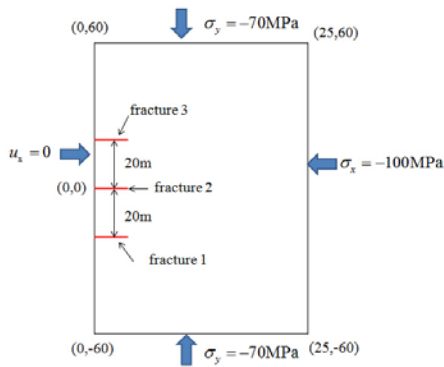 (0,60)
σy = −70MPa
(25,60)
fracture 3
ux = 0
20m
(0,0)
fracture 2
σx = −100MPa
20m
fracture 1
(0,-60)
σy = −70MPa
(25,-60)